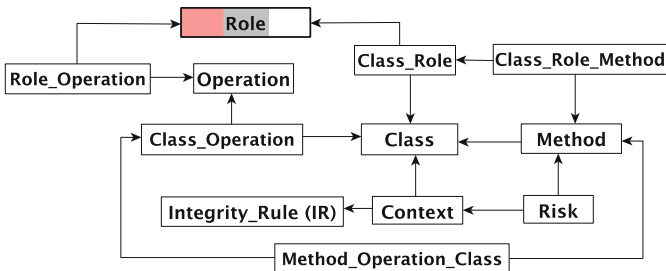 Role
Class_Role
Class_Role_Method
Role_Operation
Operation
Class_Operation
Class
Method
Integrity_Rule (IR)
Context
Risk
Method_Operation_Class